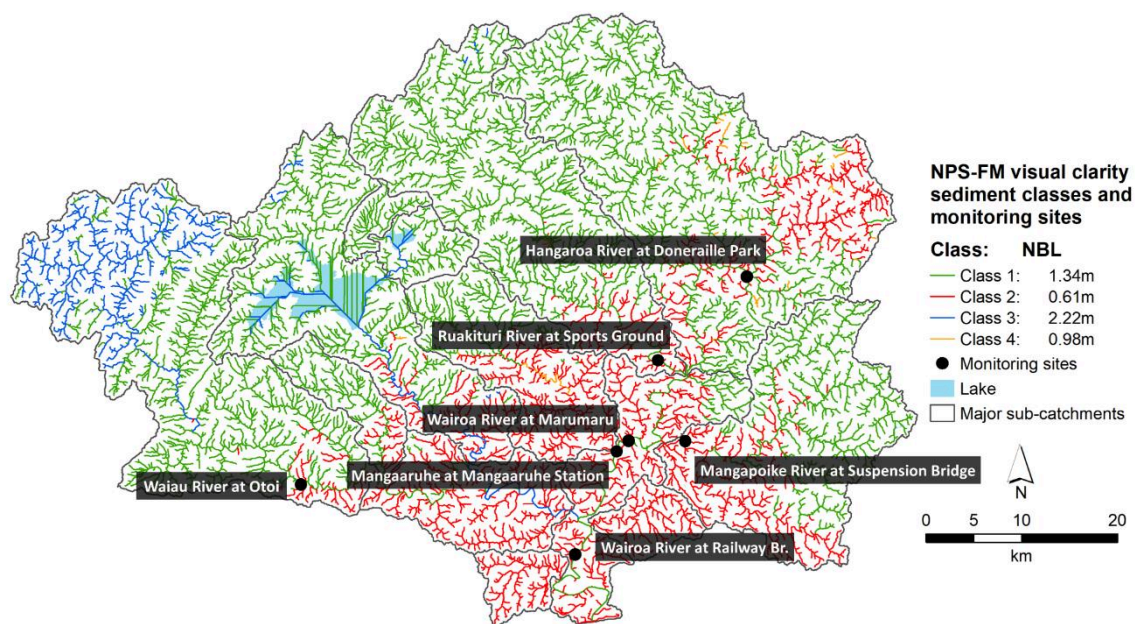 Hangaroa River at Doneraille Park
Ruakituri River at Sports Ground
Wairoa River at Marumaru
Mangaaruhe at Mangaaruhe Station
Mangapoike River at Suspension Bridge
Waiau River at Otoi
Wairoa River at Railway Br.
NPS-FM visual clarity
sediment classes and
monitoring sites
Class: NBL
Class 1: 1.34m
Class 2: 0.61m
Class 3: 2.22m
Class 4: 0.98m
Monitoring sites
Lake
Major sub-catchments
N
0 5 10 20
km